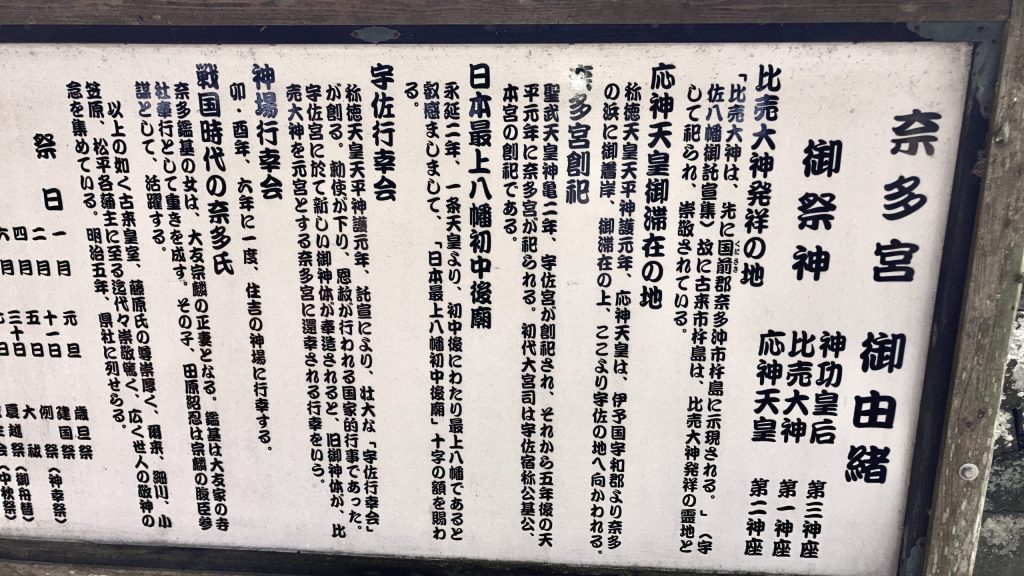 奈多宮　御由緒
御祭神
神功皇后　第三神座
比売大神　第一神座
応神天皇　第二神座
比売大神発祥の地
「比売大神は、先に国前郡奈多沖市杵島に示現される。」（宇
くにさき
佐八幡御託宣集）故に古来市杵島は、比売大神発祥の霊地と
して祀られ、崇敬されている。
応神天皇御滞在の地
称徳天皇天平神護元年、応神天皇は、伊予国宇和郡より奈多
の浜に御着岸、御滞在の上、ここより宇佐の地へ向かわれる。
奈多宮創祀
聖武天皇神亀二年、宇佐宮が創祀され、それから五年後の天
平元年に奈多宮が祀られる。初代大宮司は宇佐宿祢公基公、
本宮の創祀である。
日本最上八幡初中後廟
永延二年、一条天皇より、初中後にわたり最上八幡であると
叡感ましまして、「日本最上八幡初中後廟」十字の額を賜わ
る。
宇佐行幸会
称徳天皇天平神護元年、託宣により、壮大な「宇佐行幸会」
が創る。勅使が下り、恩赦が行われる国家的行事であった。
宇佐宮に於て新しい御神体が奉造されると、旧御神体が、比
売大神を元宮とする奈多宮に還幸される行幸をいう。
神場行幸会
卯・酉年、六年に一度、住吉の神場に行幸する。
戦国時代の奈多氏
奈多鑑基の女は、大友宗麟の正妻となる。鑑基は大友家の寺
社奉行として重きを成す。その子、田原紹忍は宗麟の腹臣参
謀として、活躍する。
以上の如く古来皇室、藤原氏の尊崇厚く、爾来、細川、小
笠原、松平各藩主に至る迄代々崇敬篤く、広く世人の敬神の
念を集めている。明治五年、県社に列せらる。
祭日
一月　元旦　歳旦祭
二月　十一日　建国祭
四月　五日　例祭（神幸祭）
月　三十日　大祓
夏越祭（御舟替）